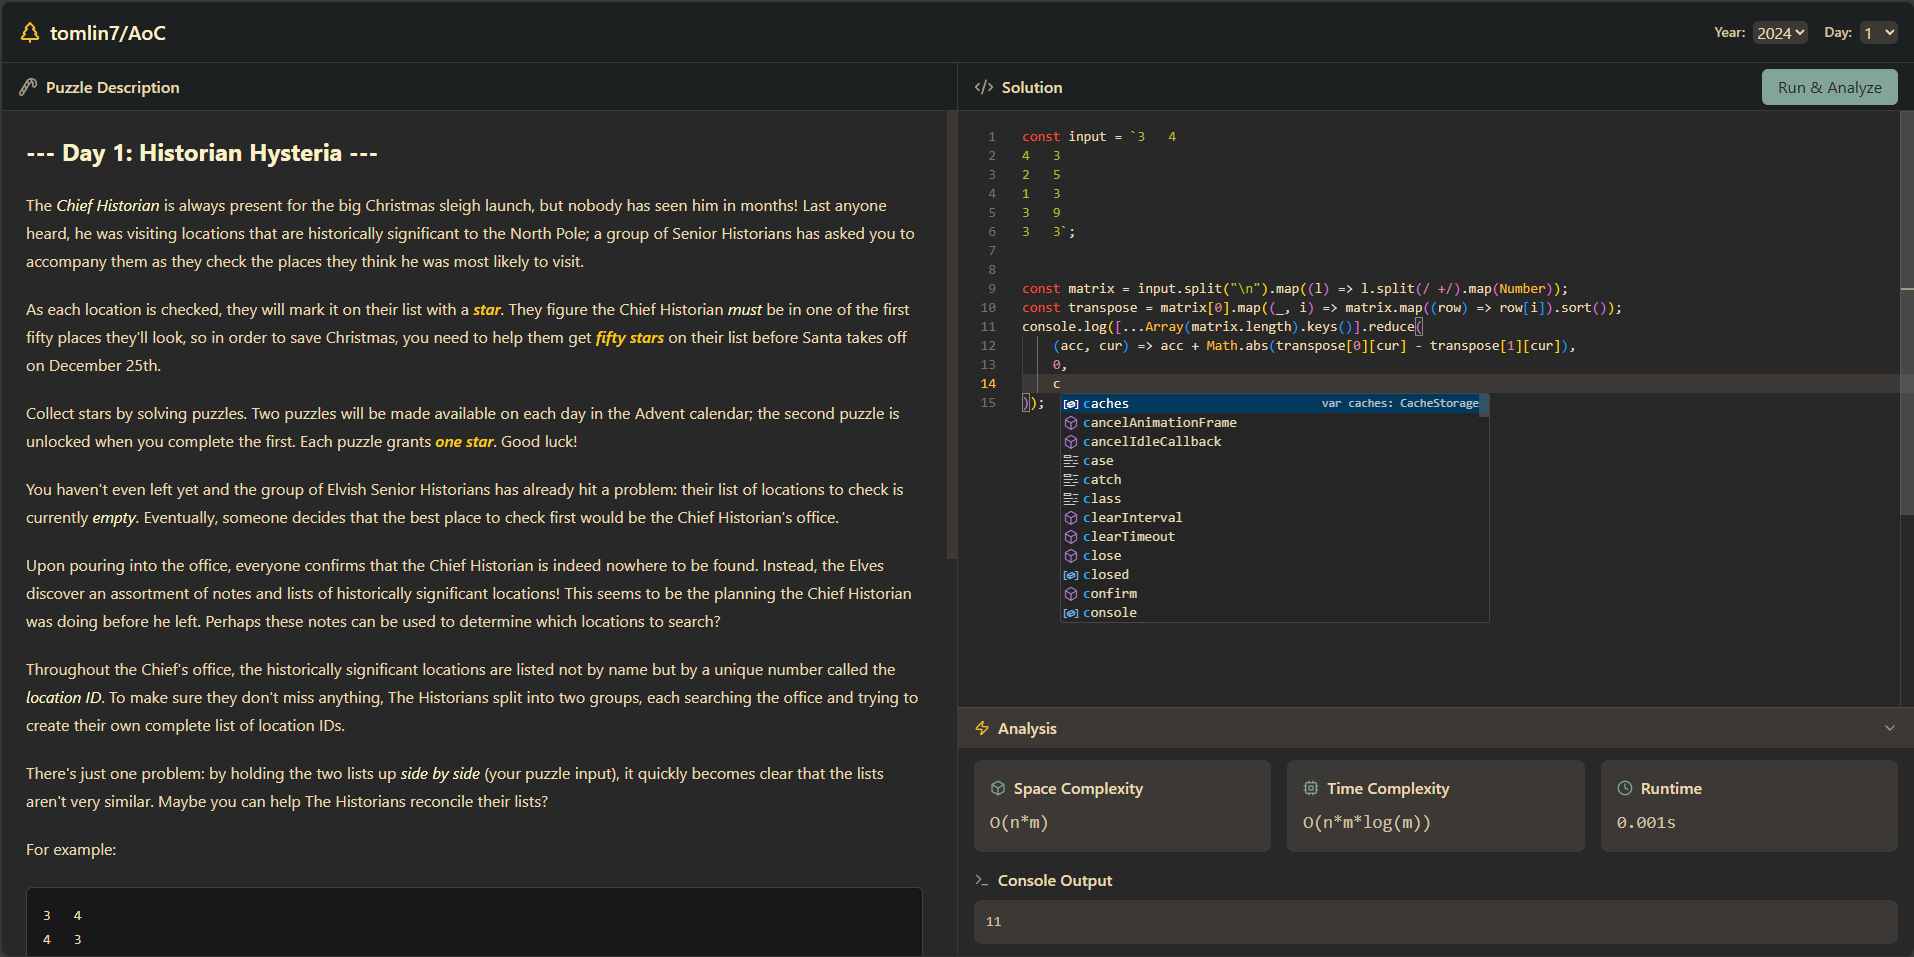 tomlin7/AoC
Year: 2024 Day: 1
Puzzle Description
--- Day 1: Historian Hysteria ---
The Chief Historian is always present for the big Christmas sleigh launch, but nobody has seen him in months! Last anyone
heard, he was visiting locations that are historically significant to the North Pole; a group of Senior Historians has asked you to
accompany them as they check the places they think he was most likely to visit.
As each location is checked, they will mark it on their list with a star. They figure the Chief Historian must be in one of the first
fifty places they'll look, so in order to save Christmas, you need to help them get fifty stars on their list before Santa takes off
on December 25th.
Collect stars by solving puzzles. Two puzzles will be made available on each day in the Advent calendar; the second puzzle is
unlocked when you complete the first. Each puzzle grants one star. Good luck!
You haven't even left yet and the group of Elvish Senior Historians has already hit a problem: their list of locations to check is
currently empty. Eventually, someone decides that the best place to check first would be the Chief Historian's office.
Upon pouring into the office, everyone confirms that the Chief Historian is indeed nowhere to be found. Instead, the Elves
discover an assortment of notes and lists of historically significant locations! This seems to be the planning the Chief Historian
was doing before he left. Perhaps these notes can be used to determine which locations to search?
Throughout the Chief's office, the historically significant locations are listed not by name but by a unique number called the
location ID. To make sure they don't miss anything, The Historians split into two groups, each searching the office and trying to
create their own complete list of location IDs.
There's just one problem: by holding the two lists up side by side (your puzzle input), it quickly becomes clear that the lists
aren't very similar. Maybe you can help The Historians reconcile their lists?
For example:
3   4
4   3
</> Solution
Run & Analyze
1 const input = `3   4
2 4   3
3 2   5
4 1   3
5 3   9
6 3   3`;
7
8
9 const matrix = input.split("\n").map((l) => l.split(/ +/).map(Number));
10 const transpose = matrix[0].map((_, i) => matrix.map((row) => row[i]).sort());
11 console.log([...Array(matrix.length).keys()].reduce(
12     (acc, cur) => acc + Math.abs(transpose[0][cur] - transpose[1][cur]),
13     0,
14     c
15 ));
caches var caches: CacheStorage
cancelAnimationFrame
cancelIdleCallback
case
catch
class
clearInterval
clearTimeout
close
closed
confirm
console
Analysis
Space Complexity
O(n*m)
Time Complexity
O(n*m*log(m))
Runtime
0.001s
Console Output
11